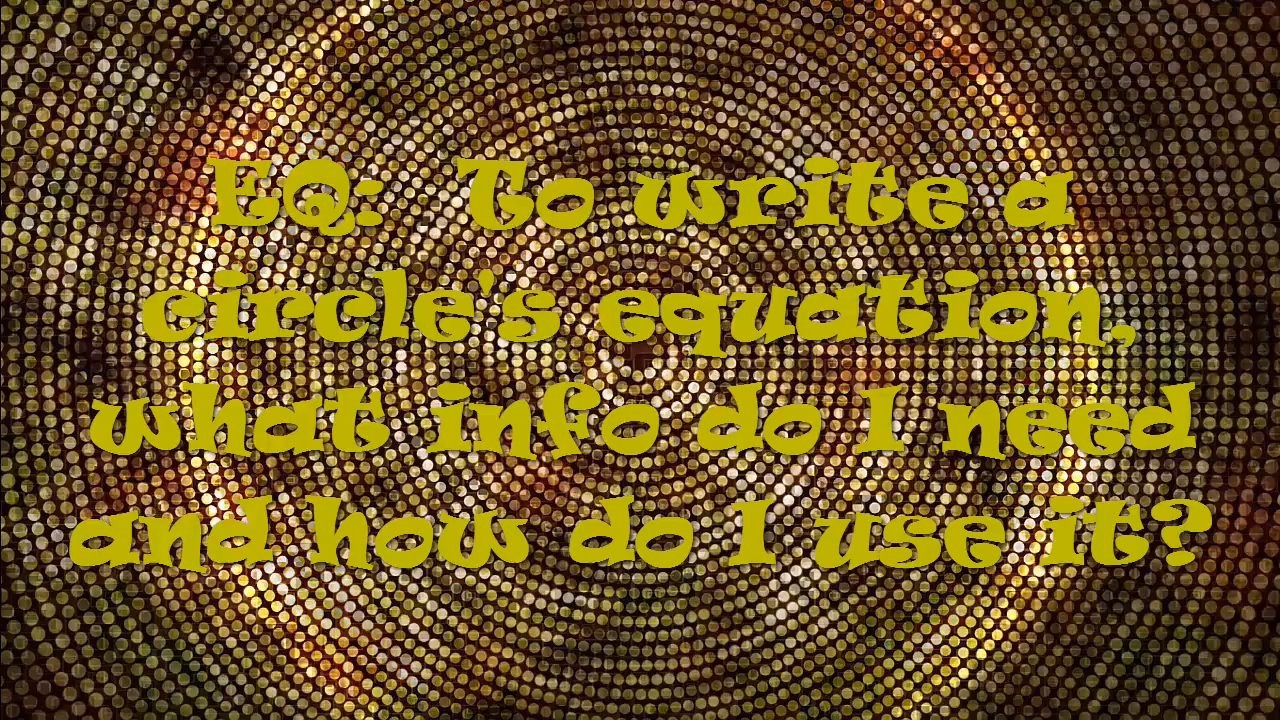 EQ: To write a
circle's equation,
what info do I need
and how do I use it?